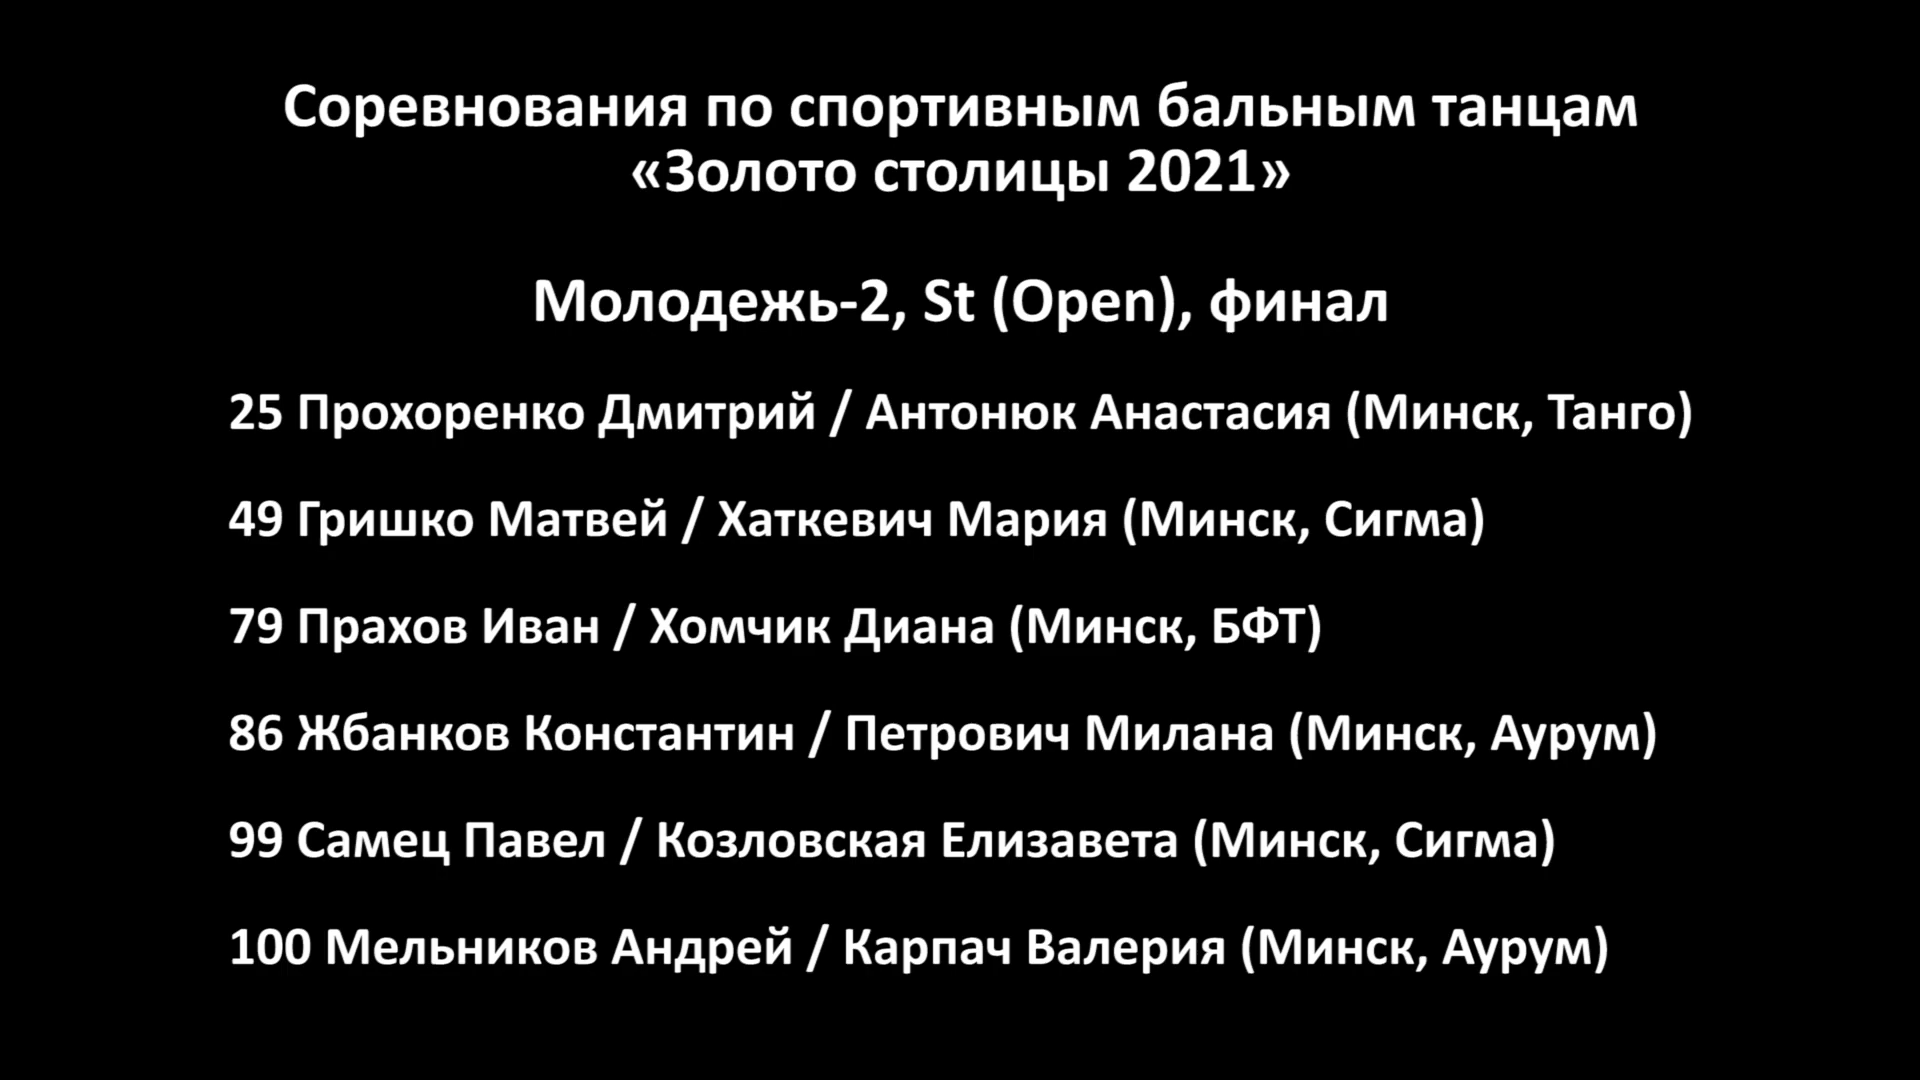 Соревнования по спортивным бальным танцам
«Золото столицы 2021»
Молодежь-2, St (Open), финал
25 Прохоренко Дмитрий / Антонюк Анастасия (Минск, Танго)
49 Гришко Матвей / Хаткевич Мария (Минск, Сигма)
79 Прахов Иван / Хомчик Диана (Минск, БФТ)
86 Жбанков Константин / Петрович Милана (Минск, Аурум)
99 Самец Павел / Козловская Елизавета (Минск, Сигма)
100 Мельников Андрей / Карпач Валерия (Минск, Аурум)